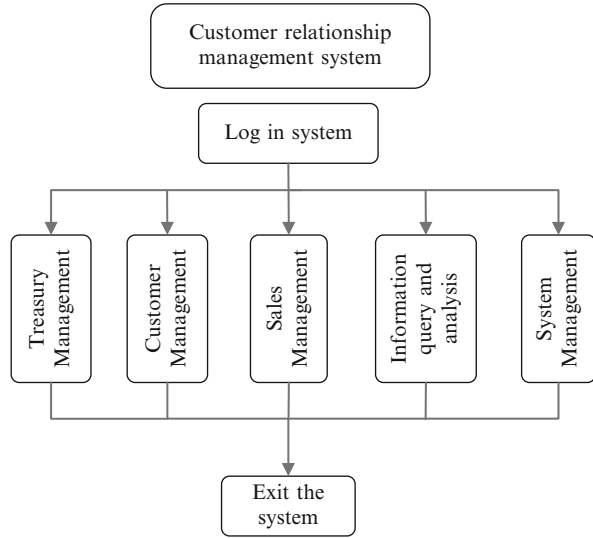 Customer relationship
management system
Log in system
Treasury
Management
Customer
Management
Sales
Management
Information
query and
analysis
System
Management
Exit the
system